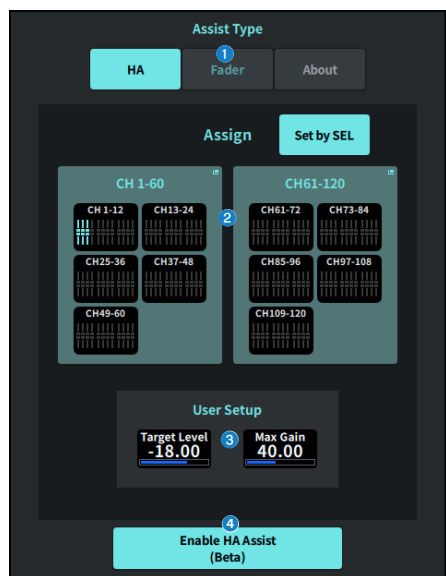 Assist Type
1
HA Fader About
Assign Set by SEL
CH 1-60 CH61-120
2
CH 1-12 CH13-24 CH61-72 CH73-84
CH25-36 CH37-48 CH85-96 CH97-108
CH49-60 CH109-120
User Setup
3
Target Level Max Gain
-18.00 40.00
4
Enable HA Assist
(Beta)